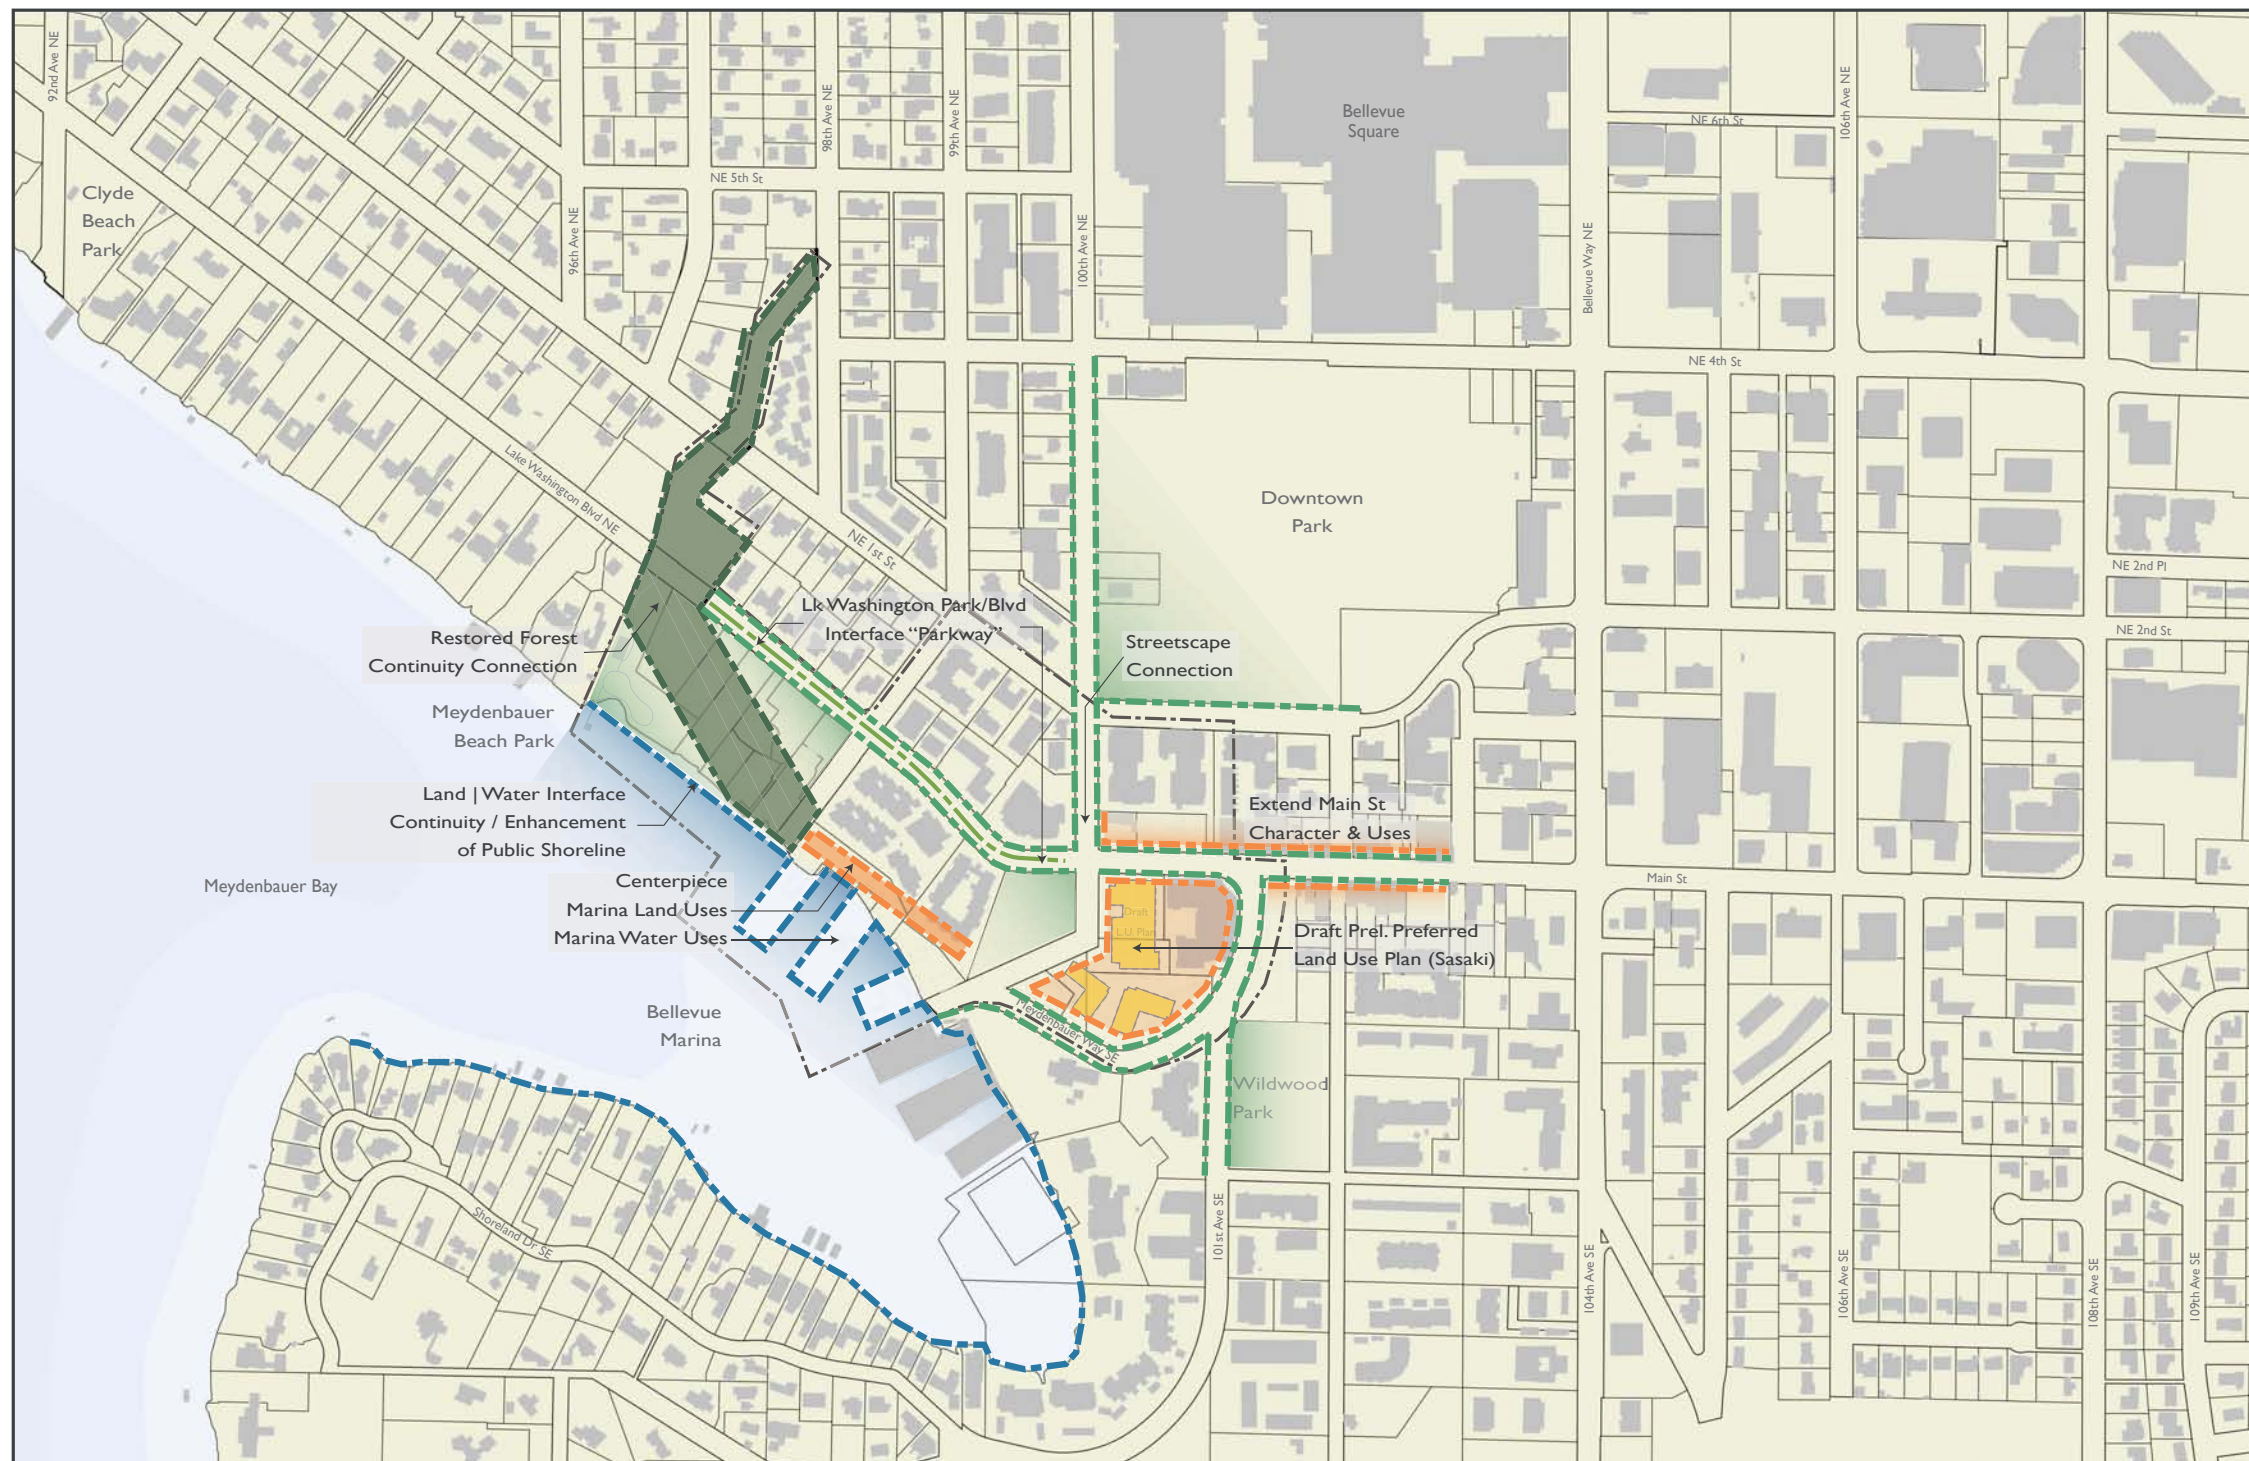 92nd Ave NE
98th Ave NE
99th Ave NE
106th Ave NE
Bellevue
Square
NE 6th St
NE 5th St
Clyde
Beach
Park
96th Ave NE
100th Ave NE
Bellevue Way NE
NE 4th St
Lake Washington Blvd NE
Downtown
Park
NE 1st St
NE 2nd Pl
NE 2nd St
Lk Washington Park/Blvd
Interface “Parkway”
Restored Forest
Continuity Connection
Streetscape
Connection
Meydenbauer
Beach Park
Land | Water Interface
Continuity / Enhancement
of Public Shoreline
Extend Main St
Character & Uses
Meydenbauer Bay
Centerpiece
Marina Land Uses
Marina Water Uses
Main St
Draft
L.U. Plan
Draft Prel. Preferred
Land Use Plan (Sasaki)
Bellevue
Marina
Meydenbauer Way SE
Wildwood
Park
Shoreland Dr SE
101st Ave SE
104th Ave SE
106th Ave SE
108th Ave SE
109th Ave SE